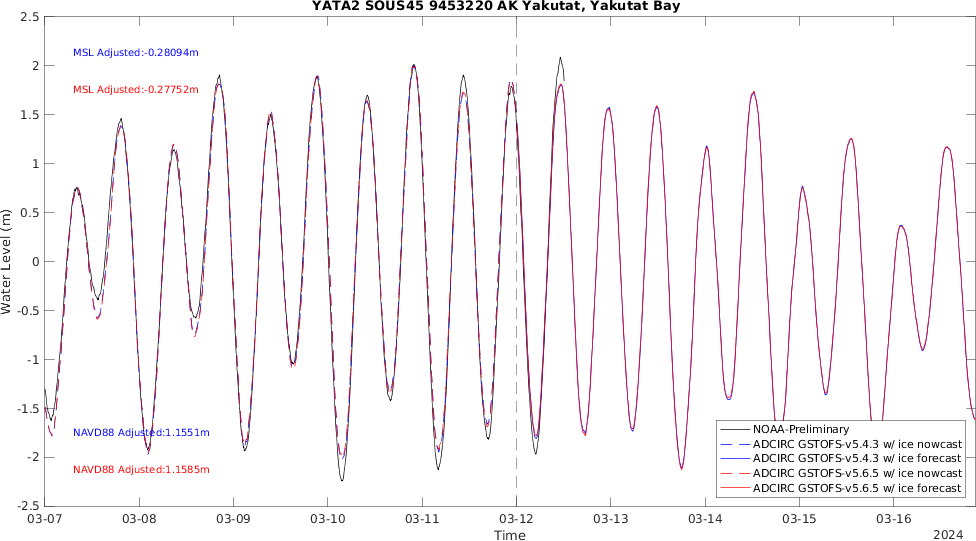 YATA2 SOUS45 9453220 AK Yakutat, Yakutat Bay
2.5
2
1.5
1
0.5
0
-0.5
-1
-1.5
-2
-2.5
Water Level (m)
MSL Adjusted:-0.28094m
MSL Adjusted:-0.27752m
NAVD88 Adjusted:1.1551m
NAVD88 Adjusted:1.1585m
NOAA-Preliminary
ADCIRC GSTOFS-v5.4.3 w/ ice nowcast
ADCIRC GSTOFS-v5.4.3 w/ ice forecast
ADCIRC GSTOFS-v5.6.5 w/ ice nowcast
ADCIRC GSTOFS-v5.6.5 w/ ice forecast
03-07 03-08 03-09 03-10 03-11 03-12 03-13 03-14 03-15 03-16
Time
2024